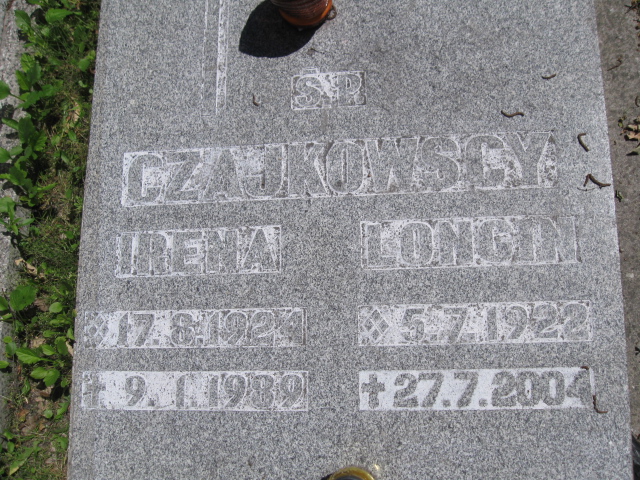 Ś.P.
CZAJKOWSCY
IRENA LONGIN
17.8.1924 5.7.1922
† 9.1.1989 † 27.7.2004